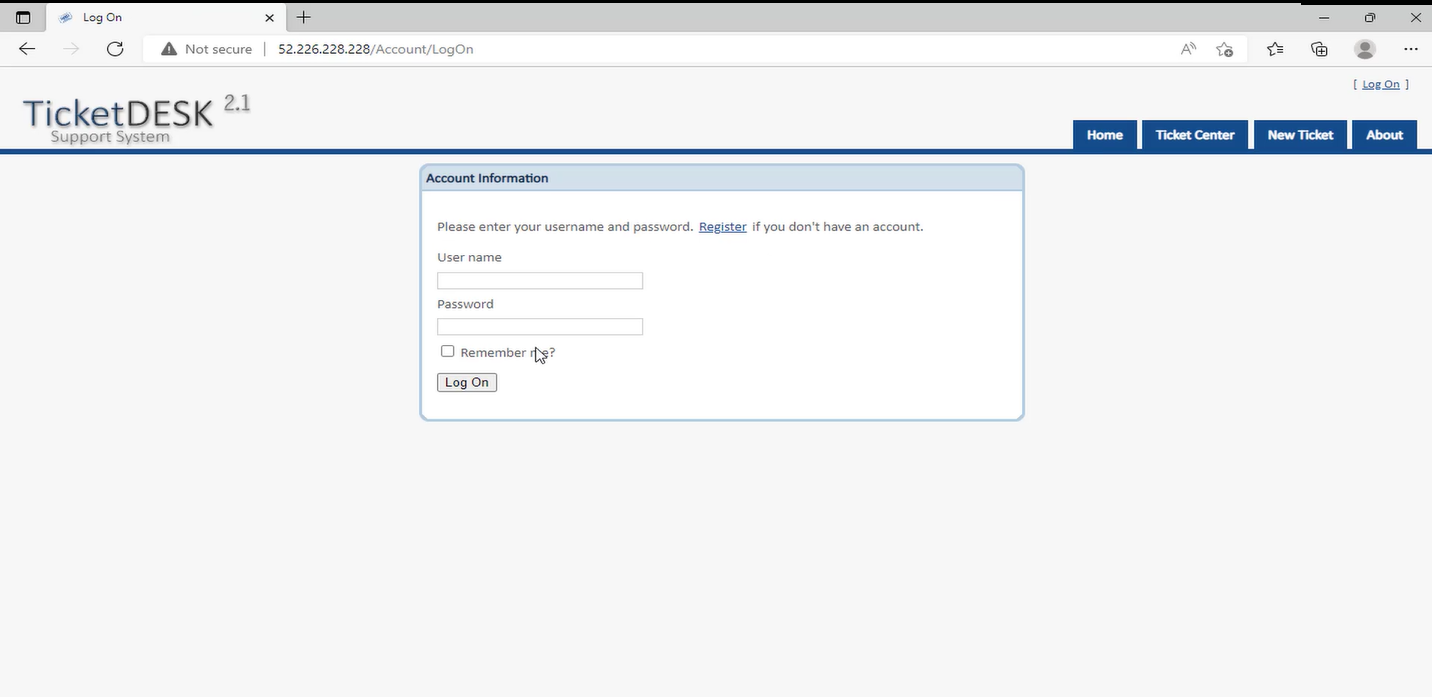 Log On
Not secure | 52.226.228.228/Account/LogOn
[ Log On ]
TicketDESK 2.1
Support System
Home Ticket Center New Ticket About
Account Information
Please enter your username and password. Register if you don't have an account.
User name
Password
Remember me?
Log On